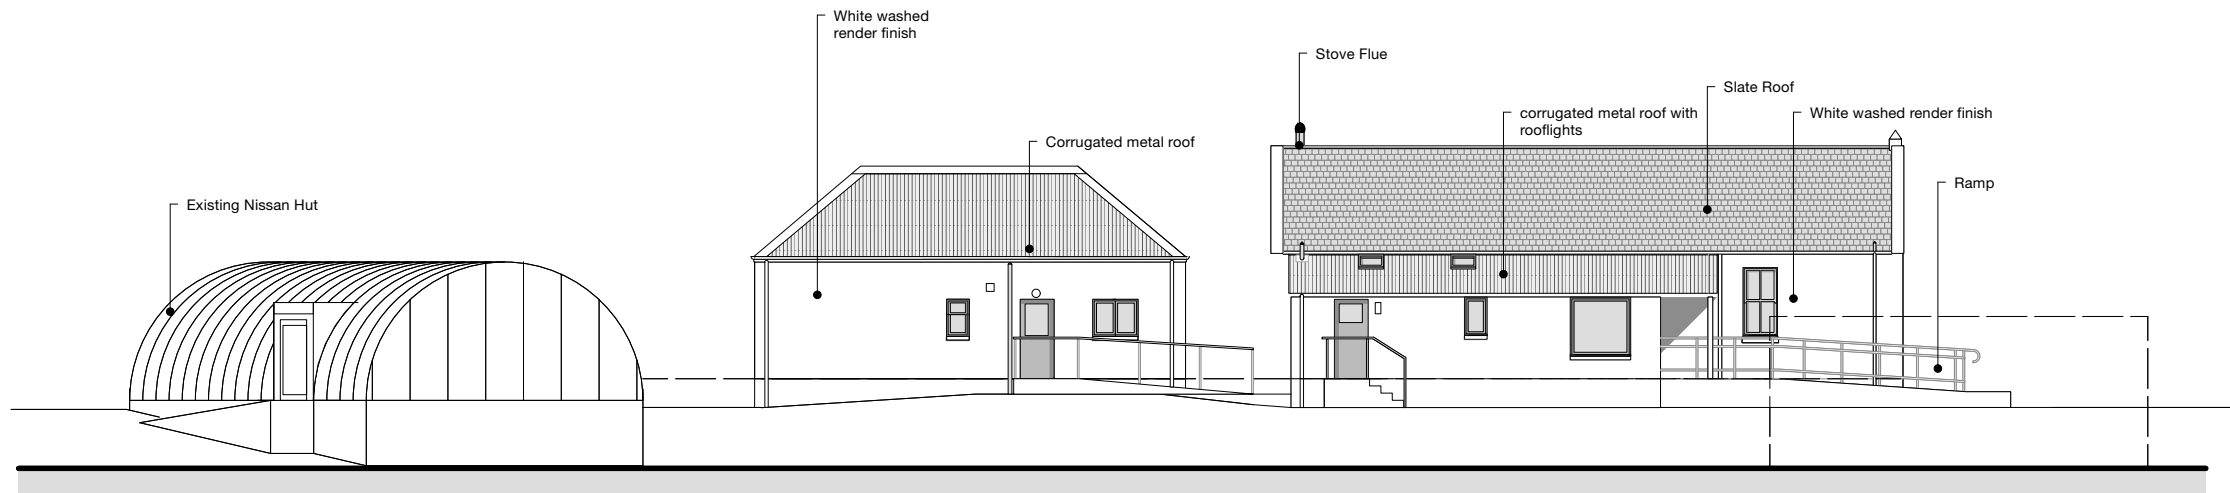 White washed
render finish
Stove Flue
Slate Roof
corrugated metal roof with
rooflights
White washed render finish
Corrugated metal roof
Ramp
Existing Nissan Hut